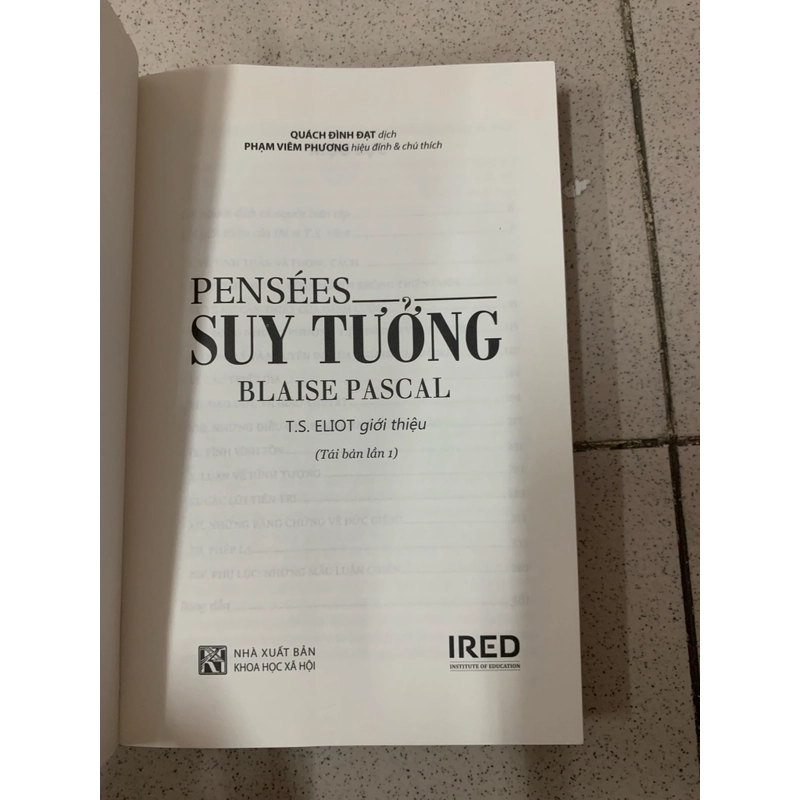 QUÁCH ĐÌNH ĐẠT dịch
PHẠM VIÊM PHƯƠNG hiệu đính & chú thích
PENSÉES
SUY TƯỞNG
BLAISE PASCAL
T.S. ELIOT giới thiệu
(Tái bản lần 1)
NHÀ XUẤT BẢN
KHOA HỌC XÃ HỘI
IRED
INSTITUTE OF EDUCATION